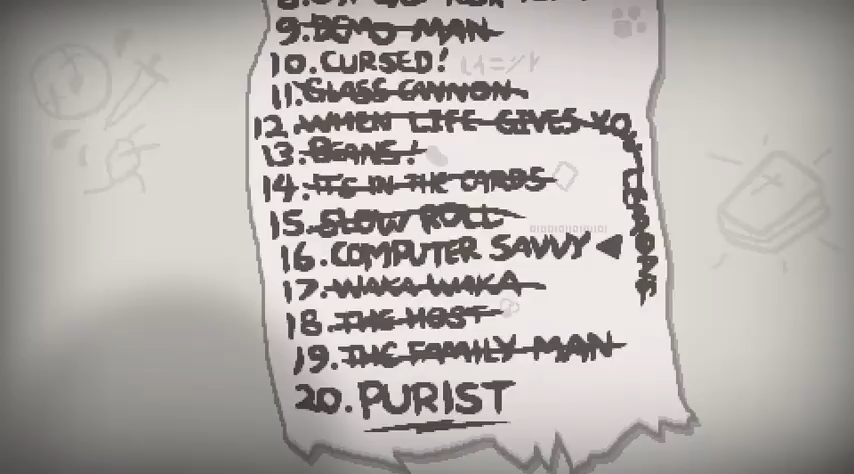 9. DEMO MAN
10. CURSED!
11. GLASS CANNON
12. WHEN LIFE GIVES YOU LEMONS
13. BEANS!
14. IT'S IN THE CARDS
15. SLOW ROLL
16. COMPUTER SAVVY
17. WAKA WAKA
18. THE HOST
19. THE FAMILY MAN
20. PURIST